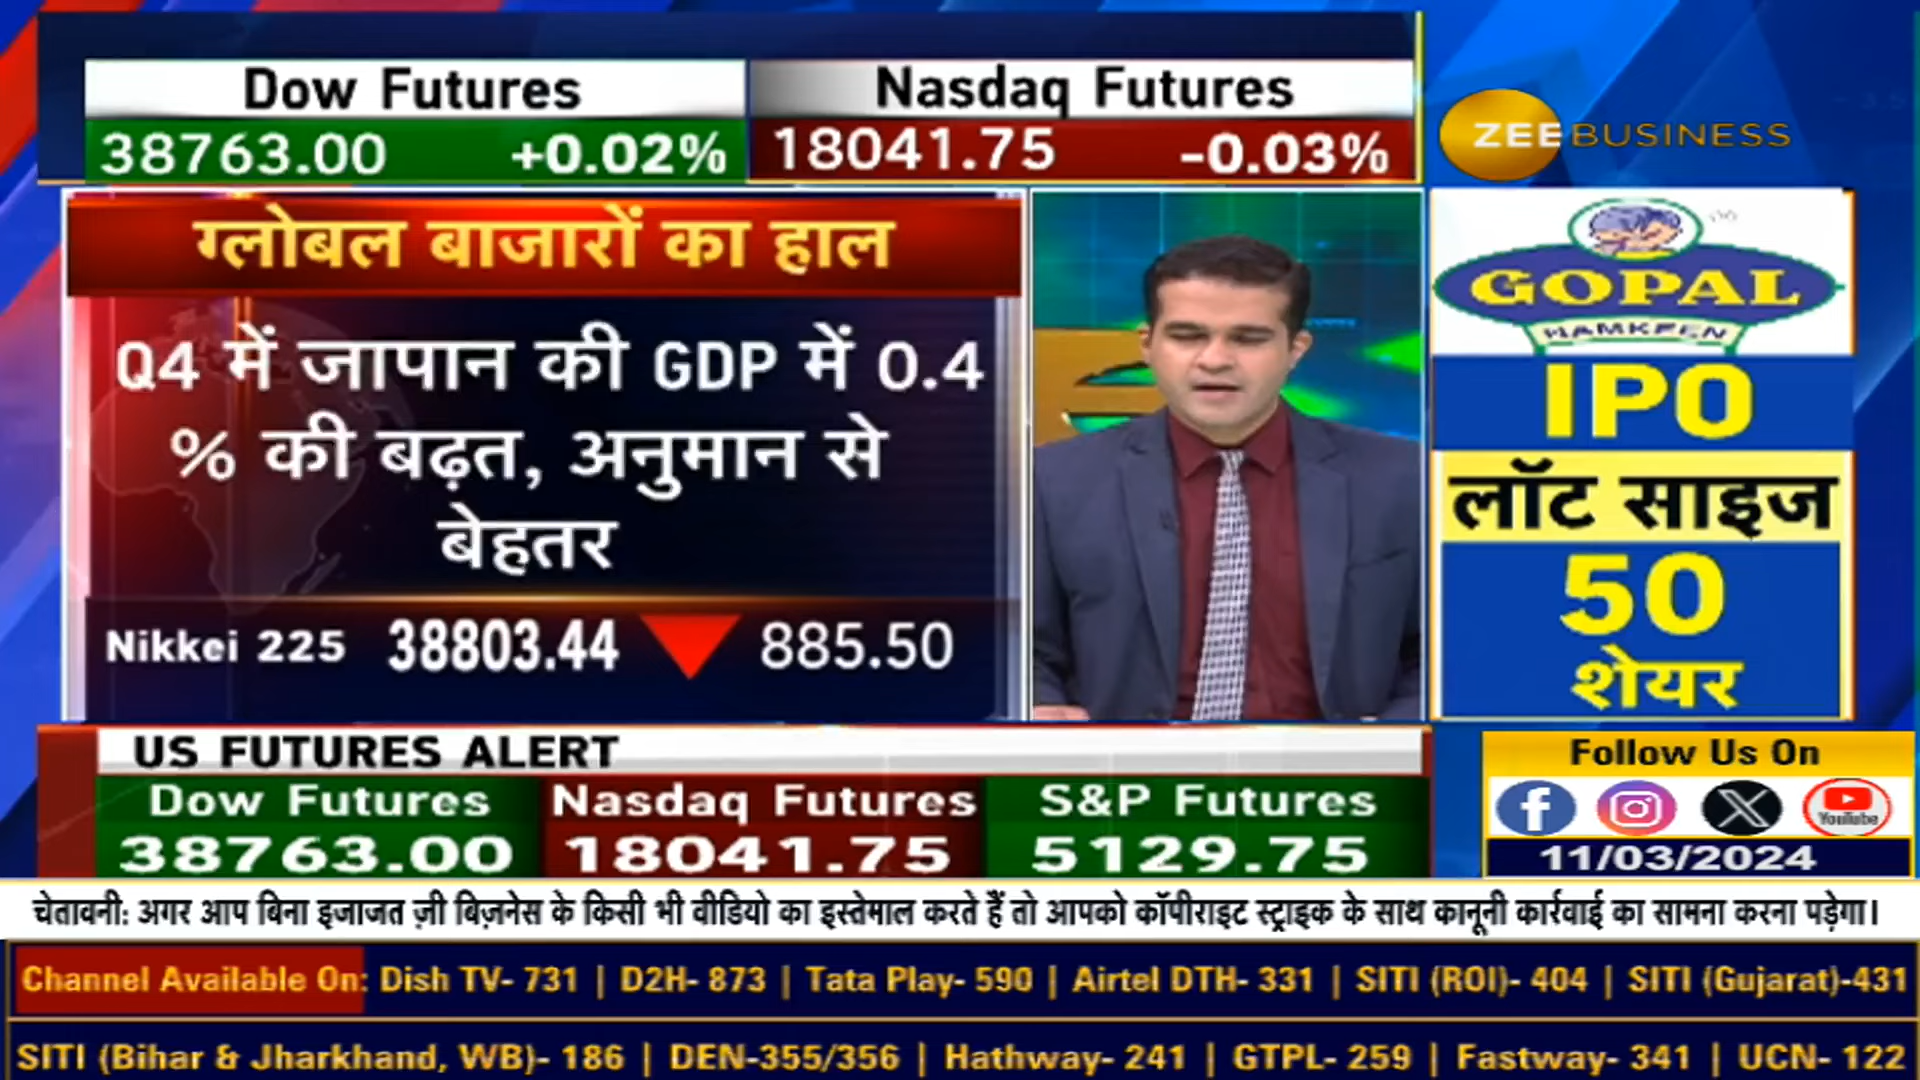 Dow Futures
38763.00 +0.02%
Nasdaq Futures
18041.75 -0.03%
ZEEBUSINESS
ग्लोबल बाजारों का हाल
Q4 में जापान की GDP में 0.4
% की बढ़त, अनुमान से
बेहतर
Nikkei 225 38803.44 885.50
GOPAL
NAMKEEN
IPO
लॉट साइज
50
शेयर
US FUTURES ALERT
Dow Futures Nasdaq Futures S&P Futures
38763.00 18041.75 5129.75
Follow Us On
YouTube
11/03/2024
चेतावनी: अगर आप बिना इजाजत ज़ी बिज़नेस के किसी भी वीडियो का इस्तेमाल करते हैं तो आपको कॉपीराइट स्ट्राइक के साथ कानूनी कार्रवाई का सामना करना पड़ेगा।
Channel Available On: Dish TV- 731 | D2H- 873 | Tata Play- 590 | Airtel DTH- 331 | SITI (ROI)- 404 | SITI (Gujarat)-431
SITI (Bihar & Jharkhand, WB)- 186 | DEN-355/356 | Hathway- 241 | GTPL- 259 | Fastway- 341 | UCN- 122